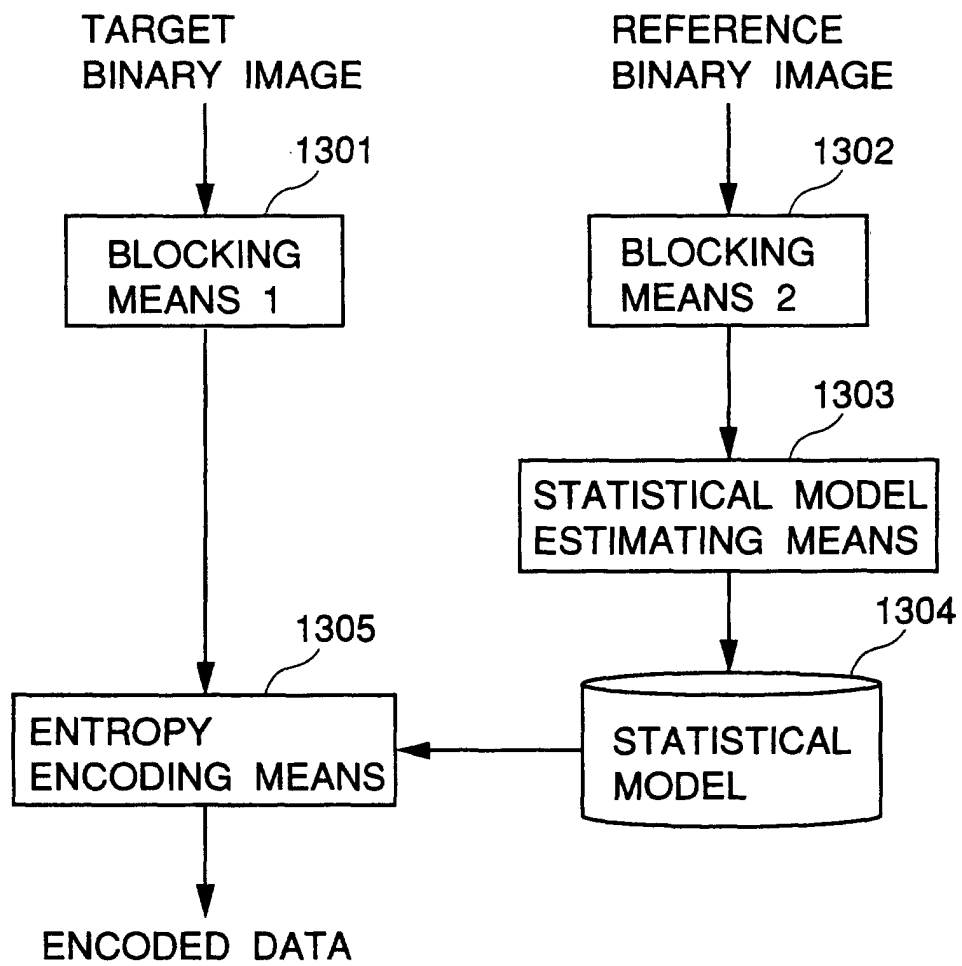 TARGET
BINARY IMAGE
REFERENCE
BINARY IMAGE
1301
1302
BLOCKING
MEANS 1
BLOCKING
MEANS 2
1303
STATISTICAL MODEL
ESTIMATING MEANS
1304
1305
ENTROPY
ENCODING MEANS
STATISTICAL
MODEL
ENCODED DATA